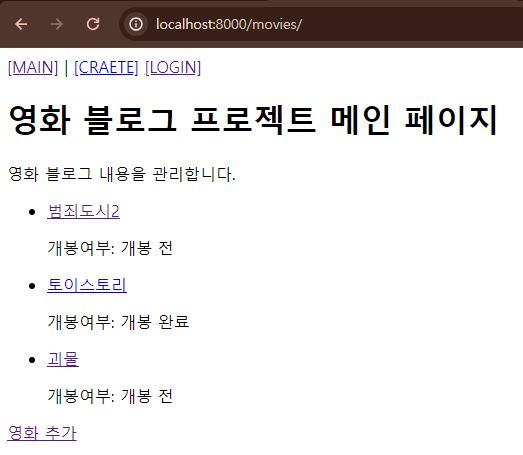 localhost:8000/movies/
[MAIN] | [CRAETE] [LOGIN]
영화 블로그 프로젝트 메인 페이지
영화 블로그 내용을 관리합니다.
범죄도시2
개봉여부: 개봉 전
토이스토리
개봉여부: 개봉 완료
괴물
개봉여부: 개봉 전
영화 추가